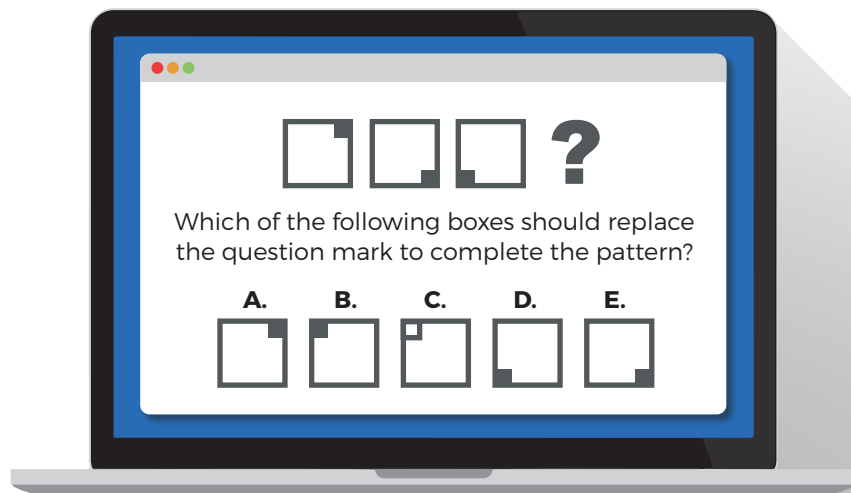 ?
Which of the following boxes should replace
the question mark to complete the pattern?
A. B. C. D. E.